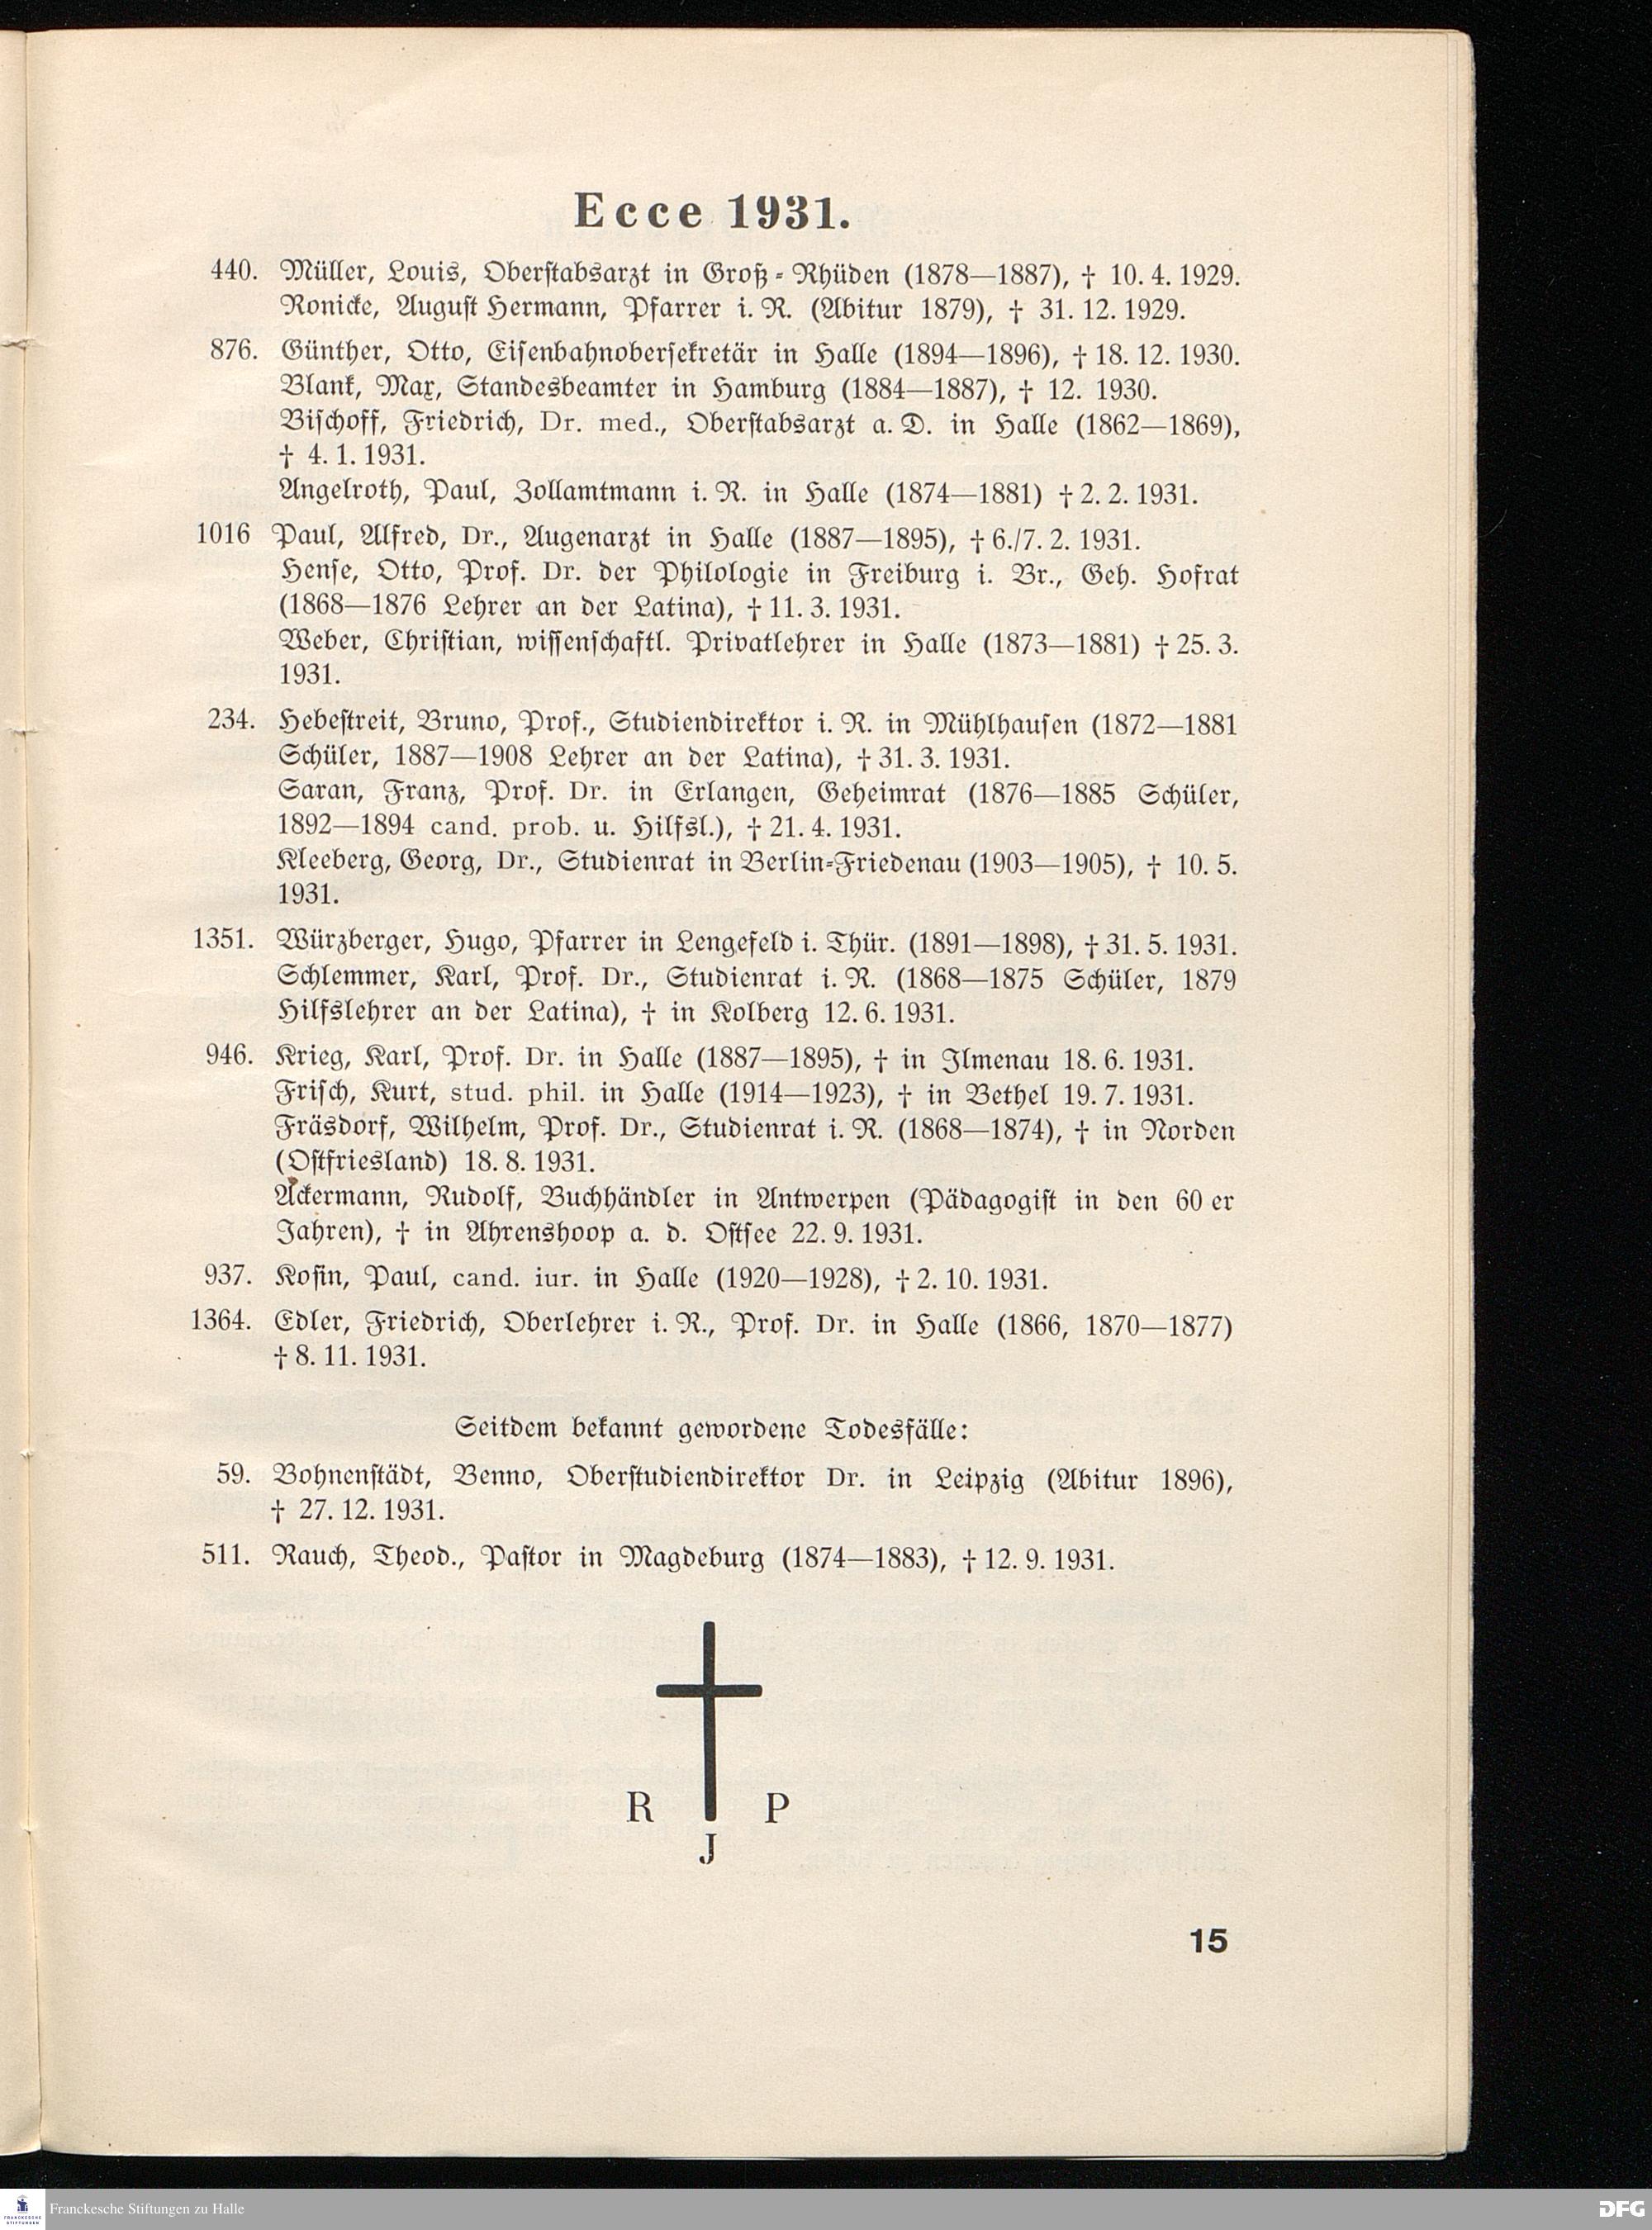 Ecce 1931.
440. Müller, Louis, Oberstabsarzt in Groß-Rhüden (1878—1887), † 10. 4. 1929.
Ronicke, August Hermann, Pfarrer i. R. (Abitur 1879), † 31. 12. 1929.
876. Günther, Otto, Eisenbahnobersekretär in Halle (1894—1896), † 18. 12. 1930.
Blank, Max, Standesbeamter in Hamburg (1884—1887), † 12. 1930.
Bischoff, Friedrich, Dr. med., Oberstabsarzt a. D. in Halle (1862—1869),
† 4. 1. 1931.
Angelroth, Paul, Zollamtmann i. R. in Halle (1874—1881) † 2. 2. 1931.
1016 Paul, Alfred, Dr., Augenarzt in Halle (1887—1895), † 6./7. 2. 1931.
Hense, Otto, Prof. Dr. der Philologie in Freiburg i. Br., Geh. Hofrat
(1868—1876 Lehrer an der Latina), † 11. 3. 1931.
Weber, Christian, wissenschaftl. Privatlehrer in Halle (1873—1881) † 25. 3.
1931.
234. Hebestreit, Bruno, Prof., Studiendirektor i. R. in Mühlhausen (1872—1881
Schüler, 1887—1908 Lehrer an der Latina), † 31. 3. 1931.
Saran, Franz, Prof. Dr. in Erlangen, Geheimrat (1876—1885 Schüler,
1892—1894 cand. prob. u. Hilfsl.), † 21. 4. 1931.
Kleeberg, Georg, Dr., Studienrat in Berlin-Friedenau (1903—1905), † 10. 5.
1931.
1351. Würzberger, Hugo, Pfarrer in Lengefeld i. Thür. (1891—1898), † 31. 5. 1931.
Schlemmer, Karl, Prof. Dr., Studienrat i. R. (1868—1875 Schüler, 1879
Hilfslehrer an der Latina), † in Kolberg 12. 6. 1931.
946. Krieg, Karl, Prof. Dr. in Halle (1887—1895), † in Ilmenau 18. 6. 1931.
Frisch, Kurt, stud. phil. in Halle (1914—1923), † in Bethel 19. 7. 1931.
Fräsdorf, Wilhelm, Prof. Dr., Studienrat i. R. (1868—1874), † in Norden
(Ostfriesland) 18. 8. 1931.
Ackermann, Rudolf, Buchhändler in Antwerpen (Pädagogist in den 60 er
Jahren), † in Ahrenshoop a. d. Ostsee 22. 9. 1931.
937. Kosin, Paul, cand. iur. in Halle (1920—1928), † 2. 10. 1931.
1364. Edler, Friedrich, Oberlehrer i. R., Prof. Dr. in Halle (1866, 1870—1877)
† 8. 11. 1931.
Seitdem bekannt gewordene Todesfälle:
59. Bohnenstädt, Benno, Oberstudiendirektor Dr. in Leipzig (Abitur 1896),
† 27. 12. 1931.
511. Rauch, Theod., Pastor in Magdeburg (1874—1883), † 12. 9. 1931.
R P
J
15
FRANCKESCHE STIFTUNGEN
Franckesche Stiftungen zu Halle
DFG